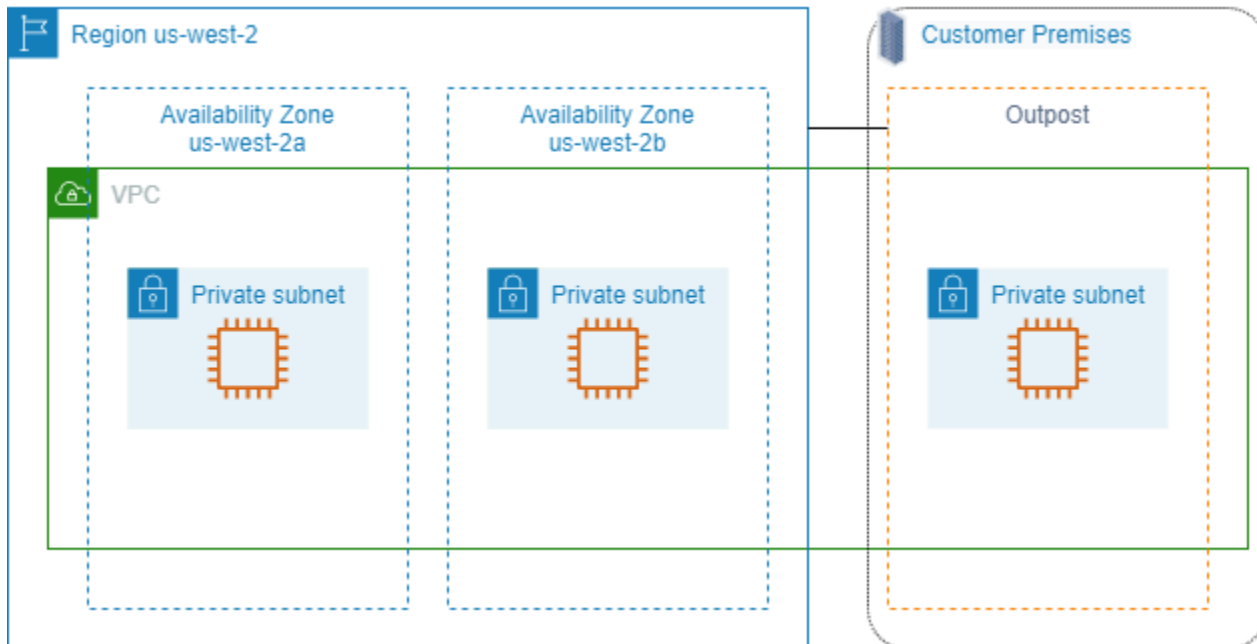 Region us-west-2
Customer Premises
Availability Zone
us-west-2a
Availability Zone
us-west-2b
Outpost
VPC
Private subnet
Private subnet
Private subnet